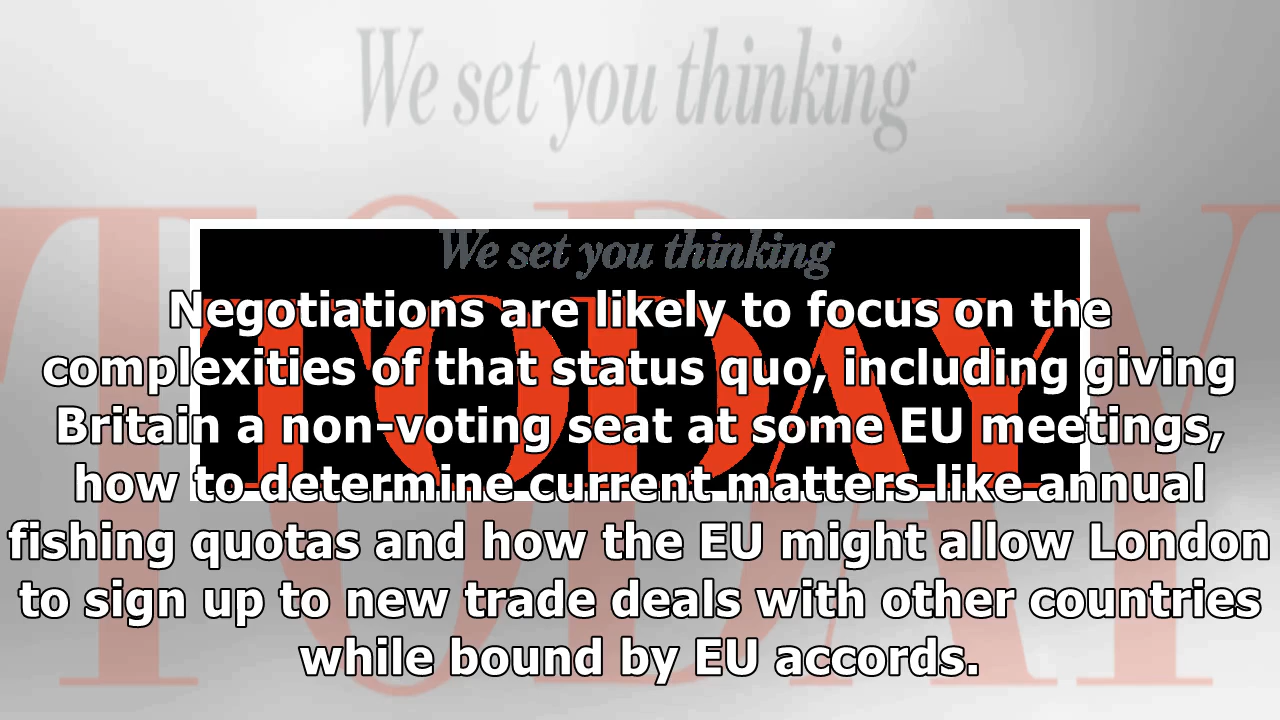 We set you thinking
TODAY
We set you thinking
TODAY
Negotiations are likely to focus on the
complexities of that status quo, including giving
Britain a non-voting seat at some EU meetings,
how to determine current matters like annual
fishing quotas and how the EU might allow London
to sign up to new trade deals with other countries
while bound by EU accords.